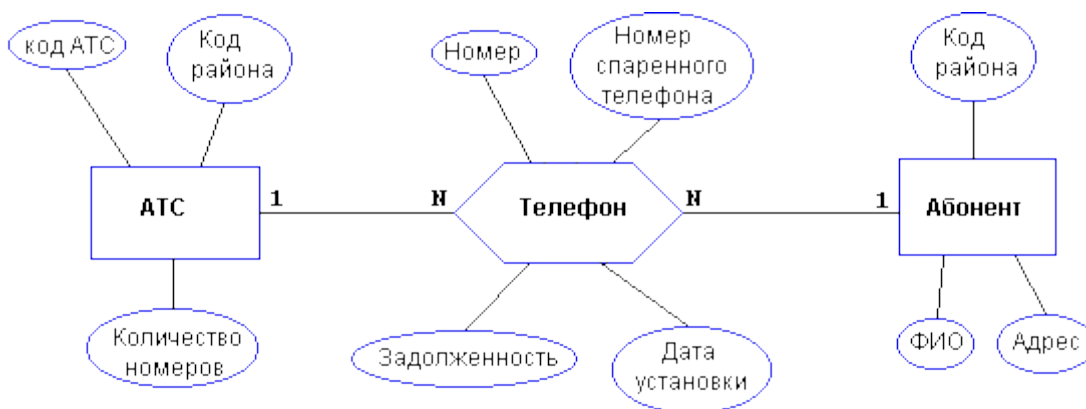 код АТС
Код
района
Номер
Номер
спаренного
телефона
Код
района
АТС
1
N
Телефон
N
1
Абонент
Количество
номеров
Задолженность
Дата
установки
ФИО
Адрес